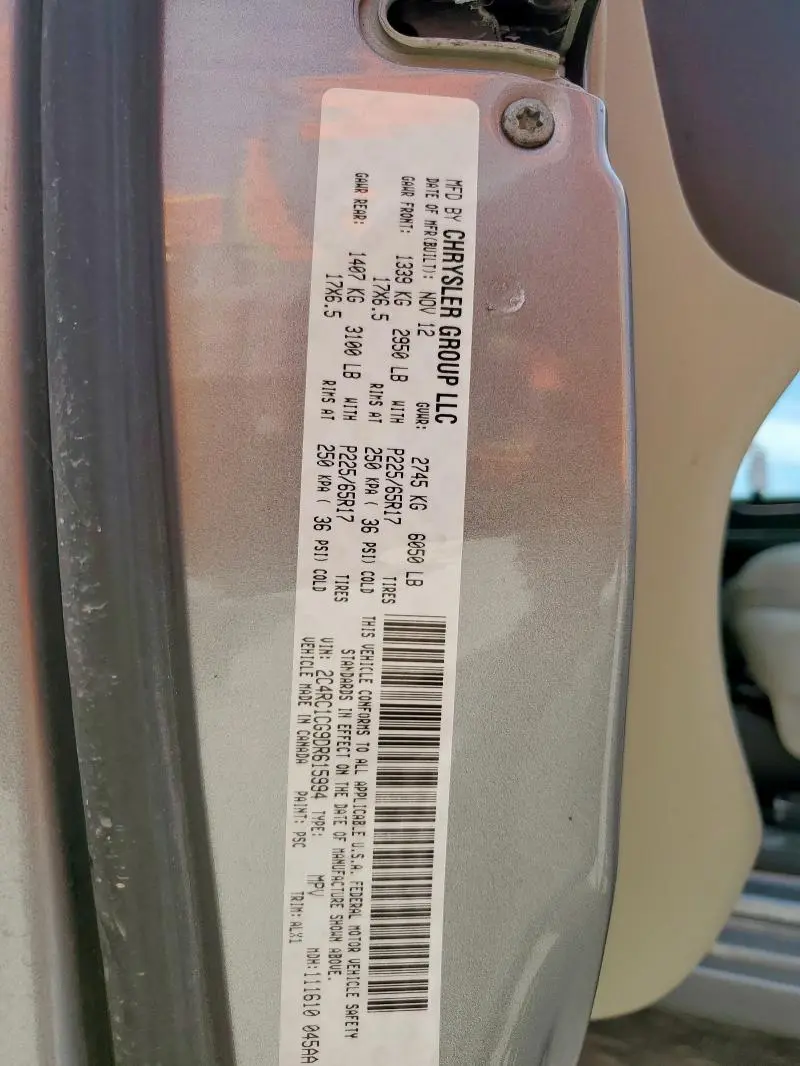 MFD BY CHRYSLER GROUP LLC
DATE OF MFR(BUILT): NOV 12 GVWR: 2745 KG 6050 LB
GAWR FRONT: 1339 KG 2950 LB WITH P225/65R17 TIRES
17X6.5 RIMS AT 250 KPA ( 36 PSI) COLD
GAWR REAR: 1407 KG 3100 LB WITH P225/65R17 TIRES
17X6.5 RIMS AT 250 KPA ( 36 PSI) COLD
THIS VEHICLE CONFORMS TO ALL APPLICABLE U.S.A. FEDERAL MOTOR VEHICLE SAFETY
STANDARDS IN EFFECT ON THE DATE OF MANUFACTURE SHOWN ABOVE.
VIN: 2C4RC1CG9DR615994 TYPE: MPV MDH:111610 045AA
VEHICLE MADE IN CANADA PAINT: PSC TRIM: ALX1